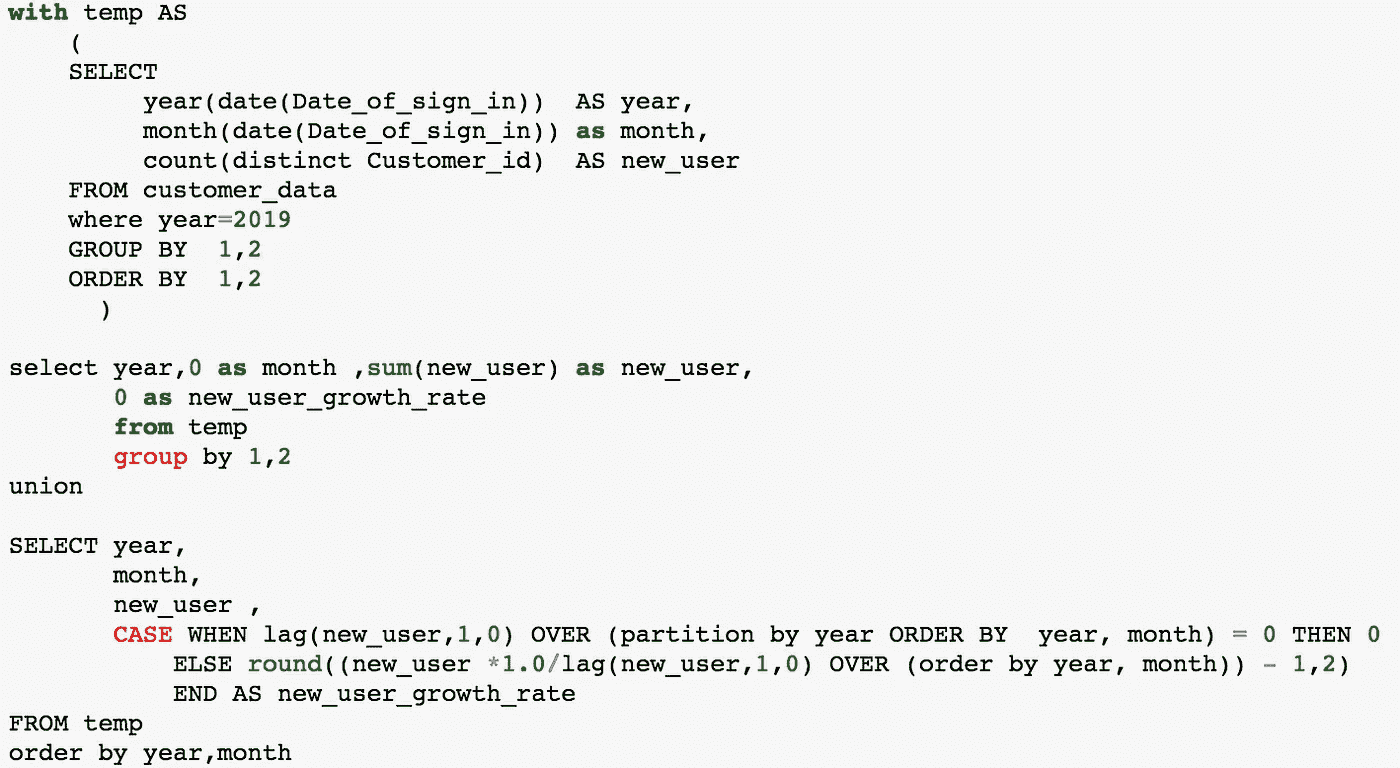 with temp AS
(
SELECT
year(date(Date_of_sign_in))  AS year,
month(date(Date_of_sign_in)) as month,
count(distinct Customer_id)  AS new_user
FROM customer_data
where year=2019
GROUP BY  1,2
ORDER BY  1,2
)
select year,0 as month ,sum(new_user) as new_user,
0 as new_user_growth_rate
from temp
group by 1,2
union
SELECT year,
month,
new_user ,
CASE WHEN lag(new_user,1,0) OVER (partition by year ORDER BY  year, month) = 0 THEN 0
ELSE round((new_user *1.0/lag(new_user,1,0) OVER (order by year, month)) - 1,2)
END AS new_user_growth_rate
FROM temp
order by year,month